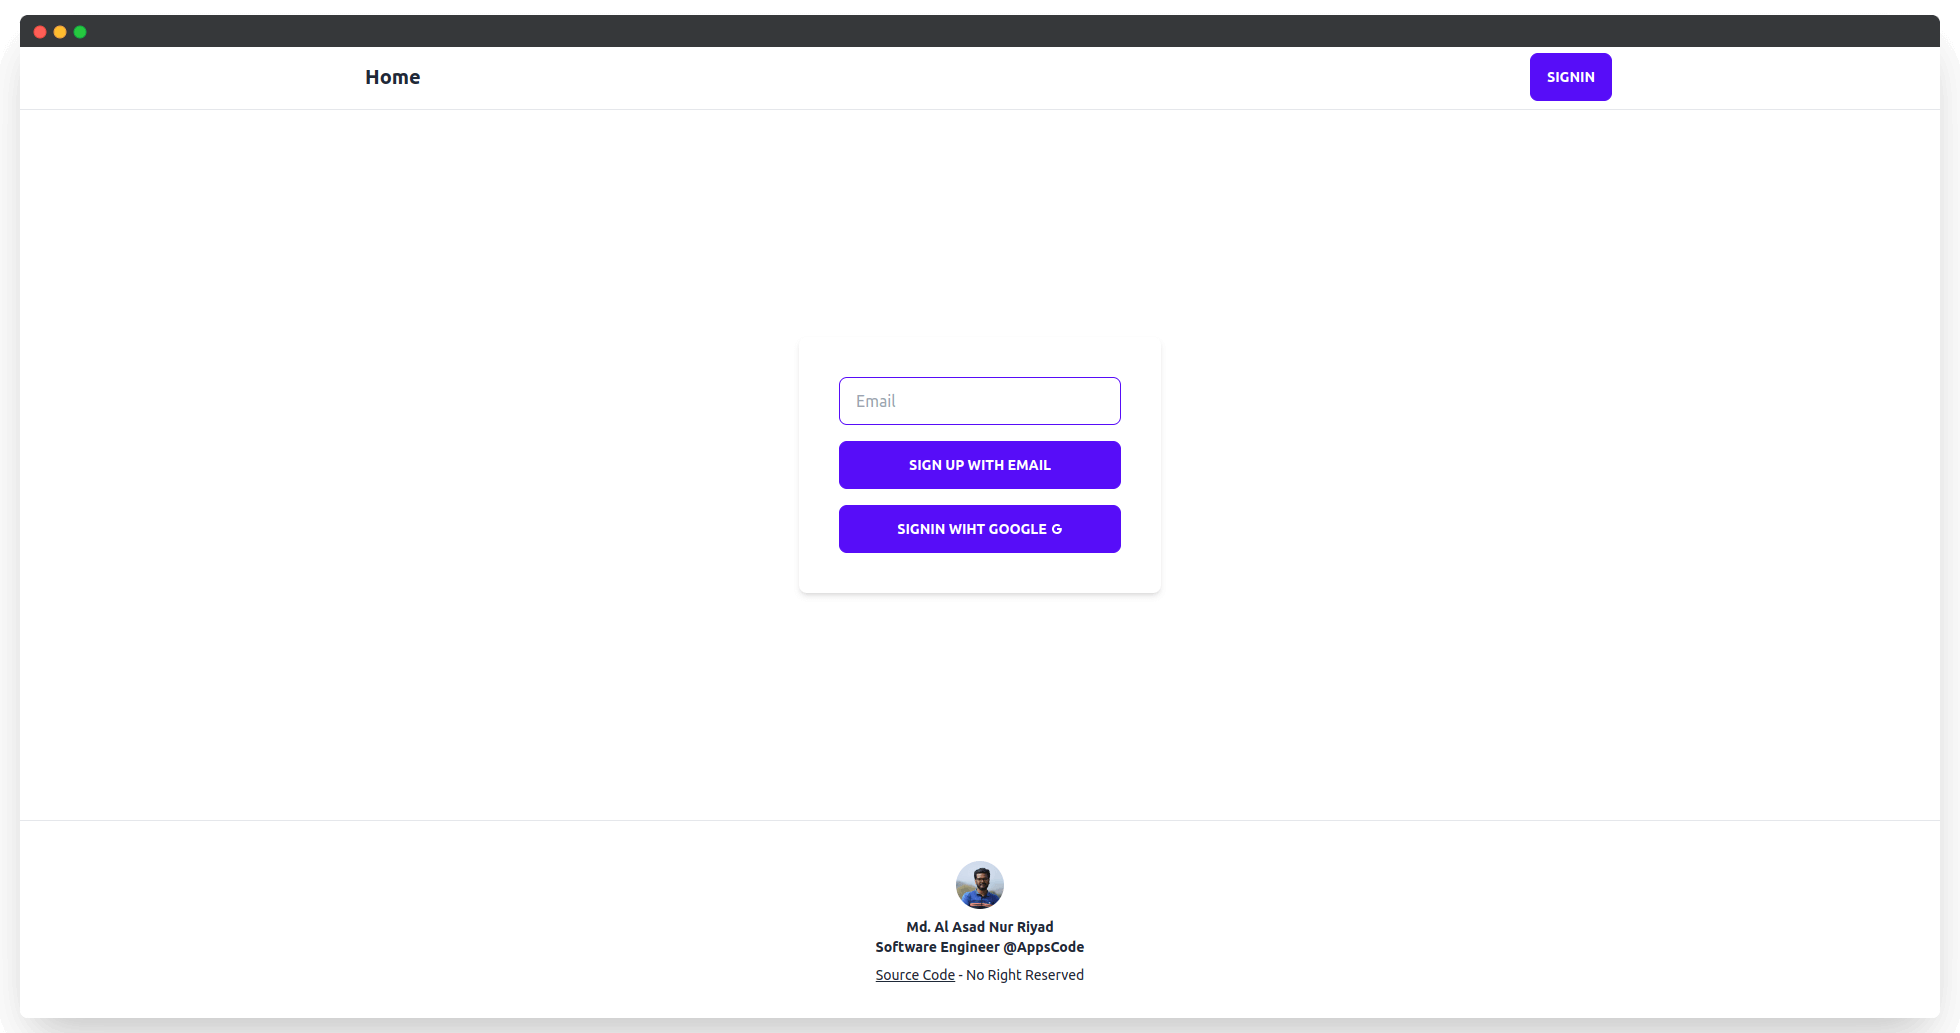 Home
SIGNIN
Email
SIGN UP WITH EMAIL
SIGNIN WIHT GOOGLE G
Md. Al Asad Nur Riyad
Software Engineer @AppsCode
Source Code - No Right Reserved